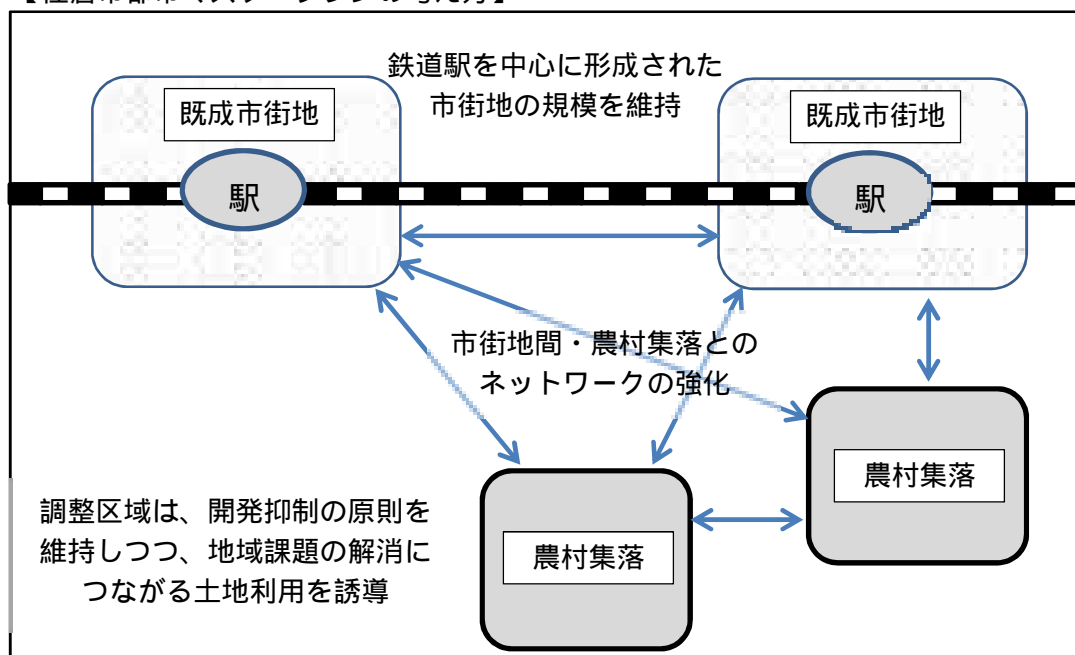 鉄道駅を中心に形成された
市街地の規模を維持
既成市街地
既成市街地
駅
駅
市街地間・農村集落との
ネットワークの強化
農村集落
農村集落
調整区域は、開発抑制の原則を
維持しつつ、地域課題の解消に
つながる土地利用を誘導